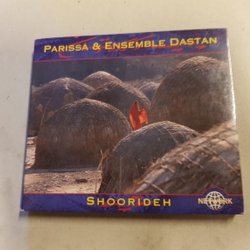 PARISSA & ENSEMBLE DASTAN
SHOORIDEH
NETWORK